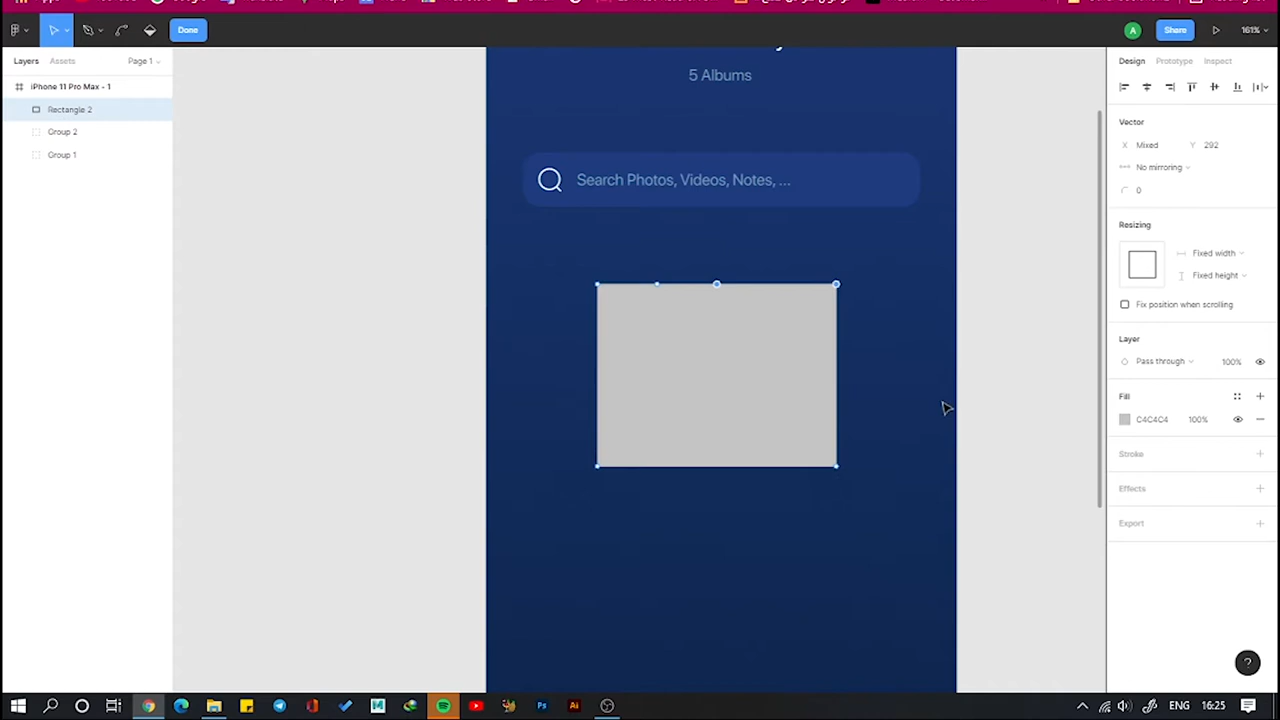 Done
A
Share
161%
Layers
Assets
Page 1
iPhone 11 Pro Max - 1
Rectangle 2
Group 2
Group 1
5 Albums
Search Photos, Videos, Notes, ...
Design
Prototype
Inspect
Vector
X Mixed
Y 292
No mirroring
0
Resizing
Fixed width
Fixed height
Fix position when scrolling
Layer
Pass through
100%
Fill
C4C4C4
100%
Stroke
Effects
Export
?
ENG
16:25